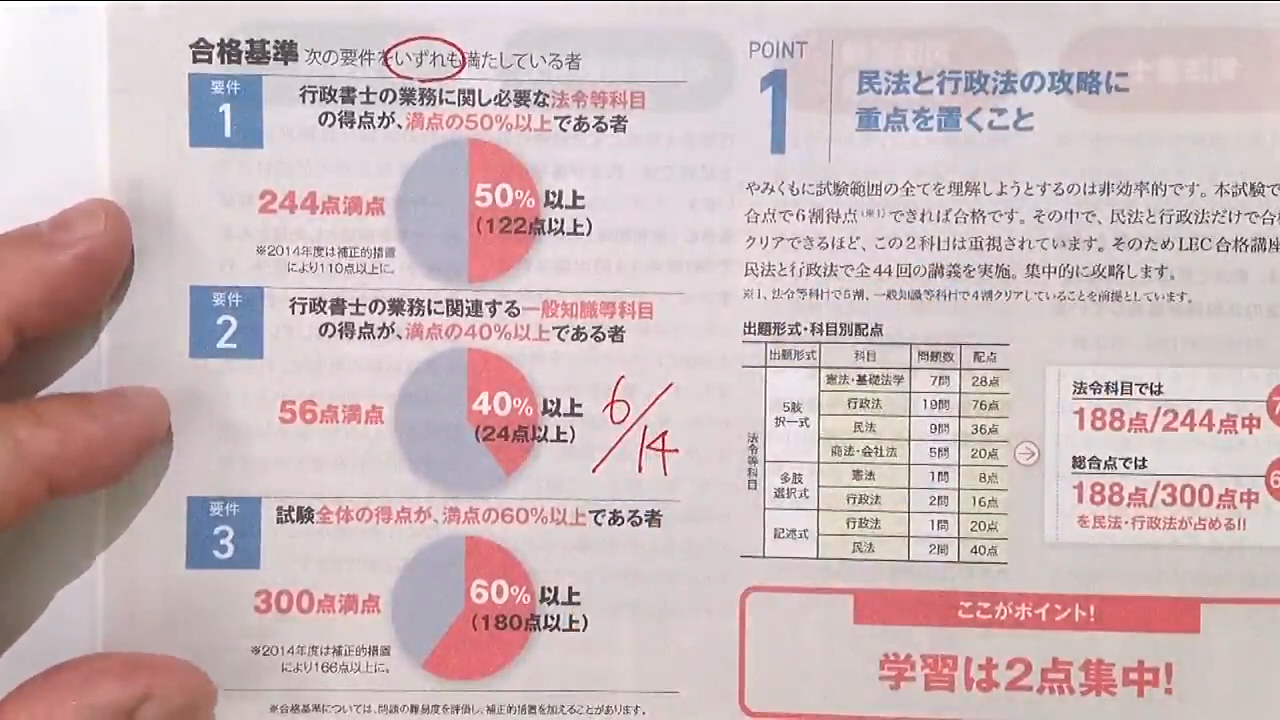 合格基準 次の要件をいずれも満たしている者
要件
1
行政書士の業務に関し必要な法令等科目
の得点が、満点の50%以上である者
244点満点
50%以上
(122点以上)
※2014年度は補正的措置
により110点以上に。
要件
2
行政書士の業務に関連する一般知識等科目
の得点が、満点の40%以上である者
56点満点
40%以上
(24点以上)
6/14
要件
3
試験全体の得点が、満点の60%以上である者
300点満点
60%以上
(180点以上)
※2014年度は補正的措置
により166点以上に。
※合格基準については、問題の難易度を評価し、補正的措置を加えることがあります。
POINT
1
民法と行政法の攻略に
重点を置くこと
やみくもに試験範囲の全てを理解しようとするのは非効率的です。本試験で
合点で6割得点(※1)できれば合格です。その中で、民法と行政法だけで合
クリアできるほど、この2科目は重視されています。そのためLEC合格講座
民法と行政法で全44回の講義を実施。集中的に攻略します。
※1、法令等科目で5割、一般知識等科目で4割クリアしていることを前提としています。
出題形式・科目別配点
出題形式 科目 問題数 配点
法令等科目
5肢
択一式
憲法・基礎法学 7問 28点
行政法 19問 76点
民法 9問 36点
商法・会社法 5問 20点
多肢
選択式
憲法 1問 8点
行政法 2問 16点
記述式
行政法 1問 20点
民法 2問 40点
法令科目では
188点/244点中
7
総合点では
188点/300点中
6
を民法・行政法が占める!!
ここがポイント!
学習は2点集中!